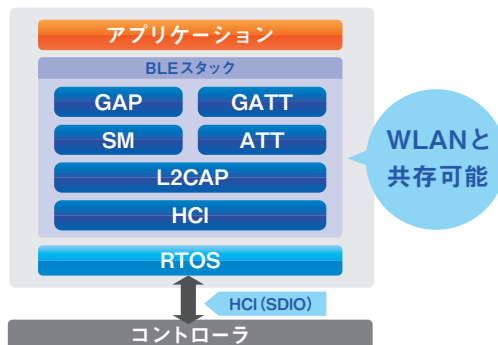 アプリケーション
BLEスタック
GAP
GATT
SM
ATT
WLANと
共存可能
L2CAP
HCI
RTOS
HCI(SDIO)
コントローラ